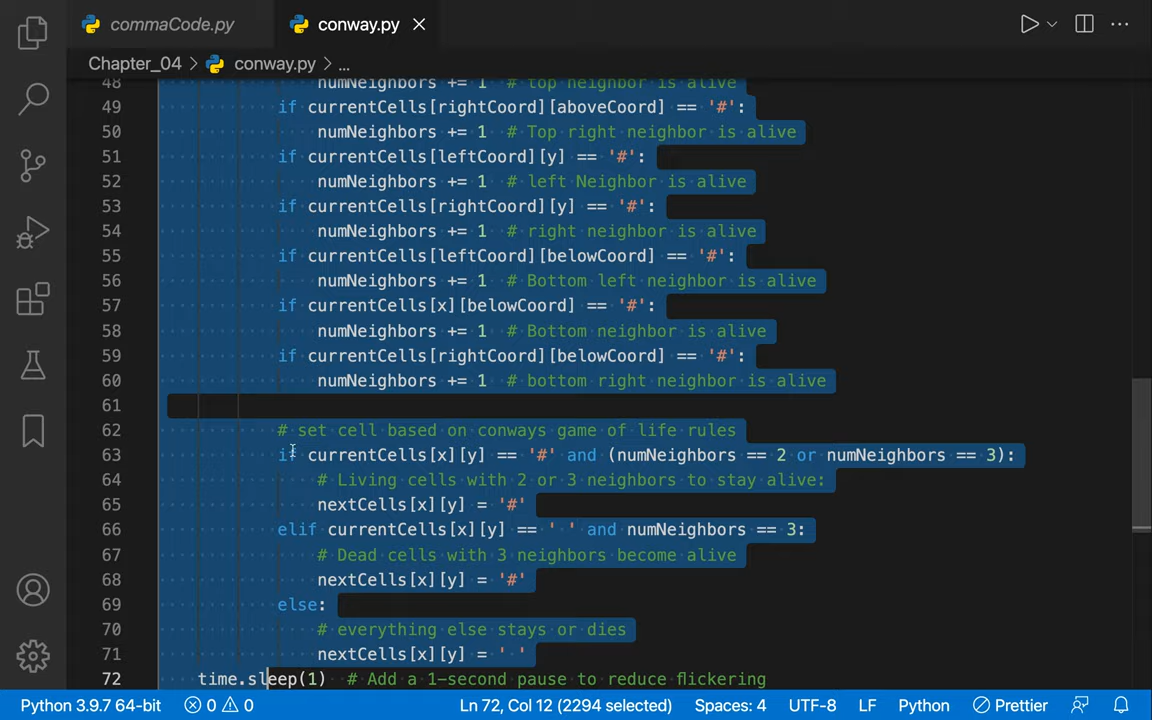 commaCode.py
conway.py
Chapter_04 > conway.py > ...
48 numNeighbors += 1 # top neighbor is alive
49 if currentCells[rightCoord][aboveCoord] == '#':
50 numNeighbors += 1 # Top right neighbor is alive
51 if currentCells[leftCoord][y] == '#':
52 numNeighbors += 1 # left Neighbor is alive
53 if currentCells[rightCoord][y] == '#':
54 numNeighbors += 1 # right neighbor is alive
55 if currentCells[leftCoord][belowCoord] == '#':
56 numNeighbors += 1 # Bottom left neighbor is alive
57 if currentCells[x][belowCoord] == '#':
58 numNeighbors += 1 # Bottom neighbor is alive
59 if currentCells[rightCoord][belowCoord] == '#':
60 numNeighbors += 1 # bottom right neighbor is alive
61
62 # set cell based on conways game of life rules
63 if currentCells[x][y] == '#' and (numNeighbors == 2 or numNeighbors == 3):
64 # Living cells with 2 or 3 neighbors to stay alive:
65 nextCells[x][y] = '#'
66 elif currentCells[x][y] == ' ' and numNeighbors == 3:
67 # Dead cells with 3 neighbors become alive
68 nextCells[x][y] = '#'
69 else:
70 # everything else stays or dies
71 nextCells[x][y] = ' '
72 time.sleep(1) # Add a 1-second pause to reduce flickering
Python 3.9.7 64-bit 0 0 Ln 72, Col 12 (2294 selected) Spaces: 4 UTF-8 LF Python Prettier